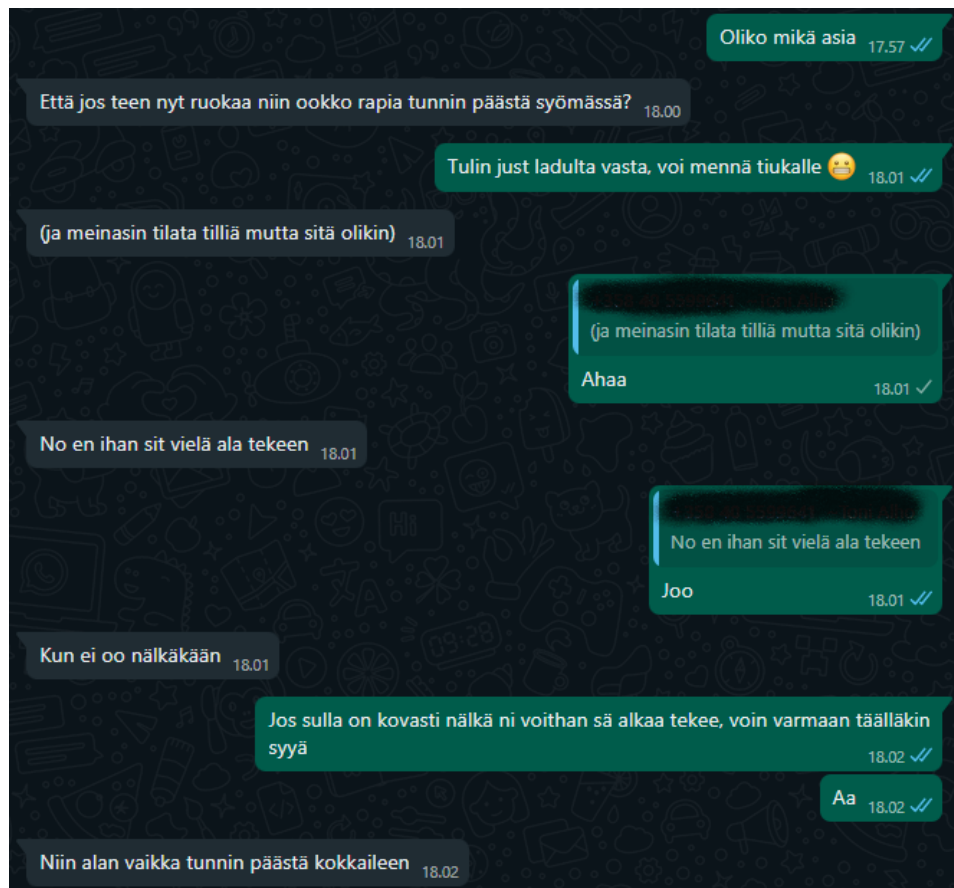 Oliko mikä asia 17.57
Että jos teen nyt ruokaa niin ookko rapia tunnin päästä syömässä? 18.00
Tulin just ladulta vasta, voi mennä tiukalle 😬 18.01
(ja meinasin tilata tilliä mutta sitä olikin) 18.01
(ja meinasin tilata tilliä mutta sitä olikin)
Ahaa 18.01
No en ihan sit vielä ala tekeen 18.01
No en ihan sit vielä ala tekeen
Joo 18.01
Kun ei oo nälkäkään 18.01
Jos sulla on kovasti nälkä ni voithan sä alkaa tekee, voin varmaan täälläkin
syyä 18.02
Aa 18.02
Niin alan vaikka tunnin päästä kokkaileen 18.02